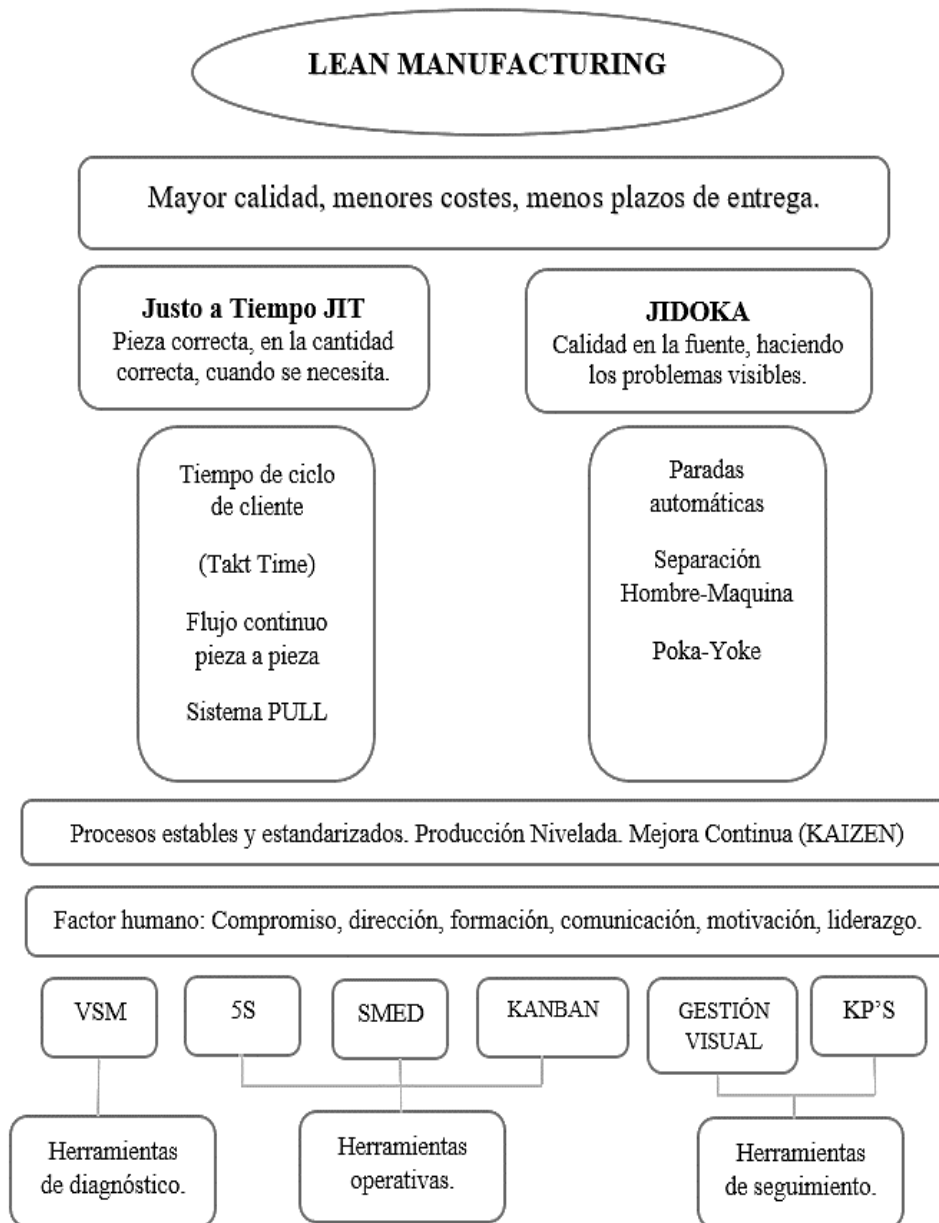 LEAN MANUFACTURING
Mayor calidad, menores costes, menos plazos de entrega.
Justo a Tiempo JIT
Pieza correcta, en la cantidad
correcta, cuando se necesita.
JIDOKA
Calidad en la fuente, haciendo
los problemas visibles.
Tiempo de ciclo
de cliente
(Takt Time)
Flujo continuo
pieza a pieza
Sistema PULL
Paradas
automáticas
Separación
Hombre-Maquina
Poka-Yoke
Procesos estables y estandarizados. Producción Nivelada. Mejora Continua (KAIZEN)
Factor humano: Compromiso, dirección, formación, comunicación, motivación, liderazgo.
VSM
5S
SMED
KANBAN
GESTIÓN
VISUAL
KP’S
Herramientas
de diagnóstico.
Herramientas
operativas.
Herramientas
de seguimiento.